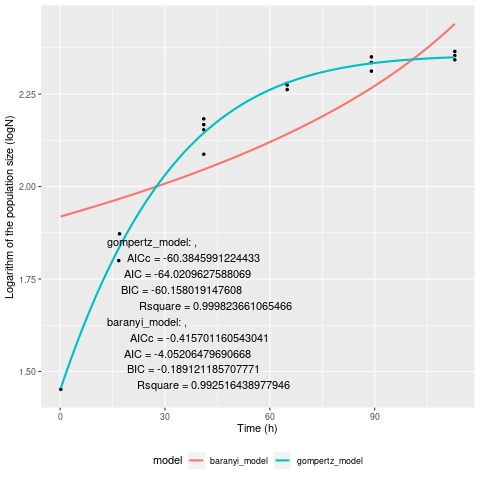 Logarithm of the population size (logN)
2.25
2.00
1.75
1.50
gompertz_model: ,
AICc = -60.3845991224433
AIC = -64.0209627588069
BIC = -60.158019147608
Rsquare = 0.999823661065466
baranyi_model: ,
AICc = -0.415701160543041
AIC = -4.05206479690668
BIC = -0.189121185707771
Rsquare = 0.992516438977946
0 30 60 90
Time (h)
model baranyi_model gompertz_model